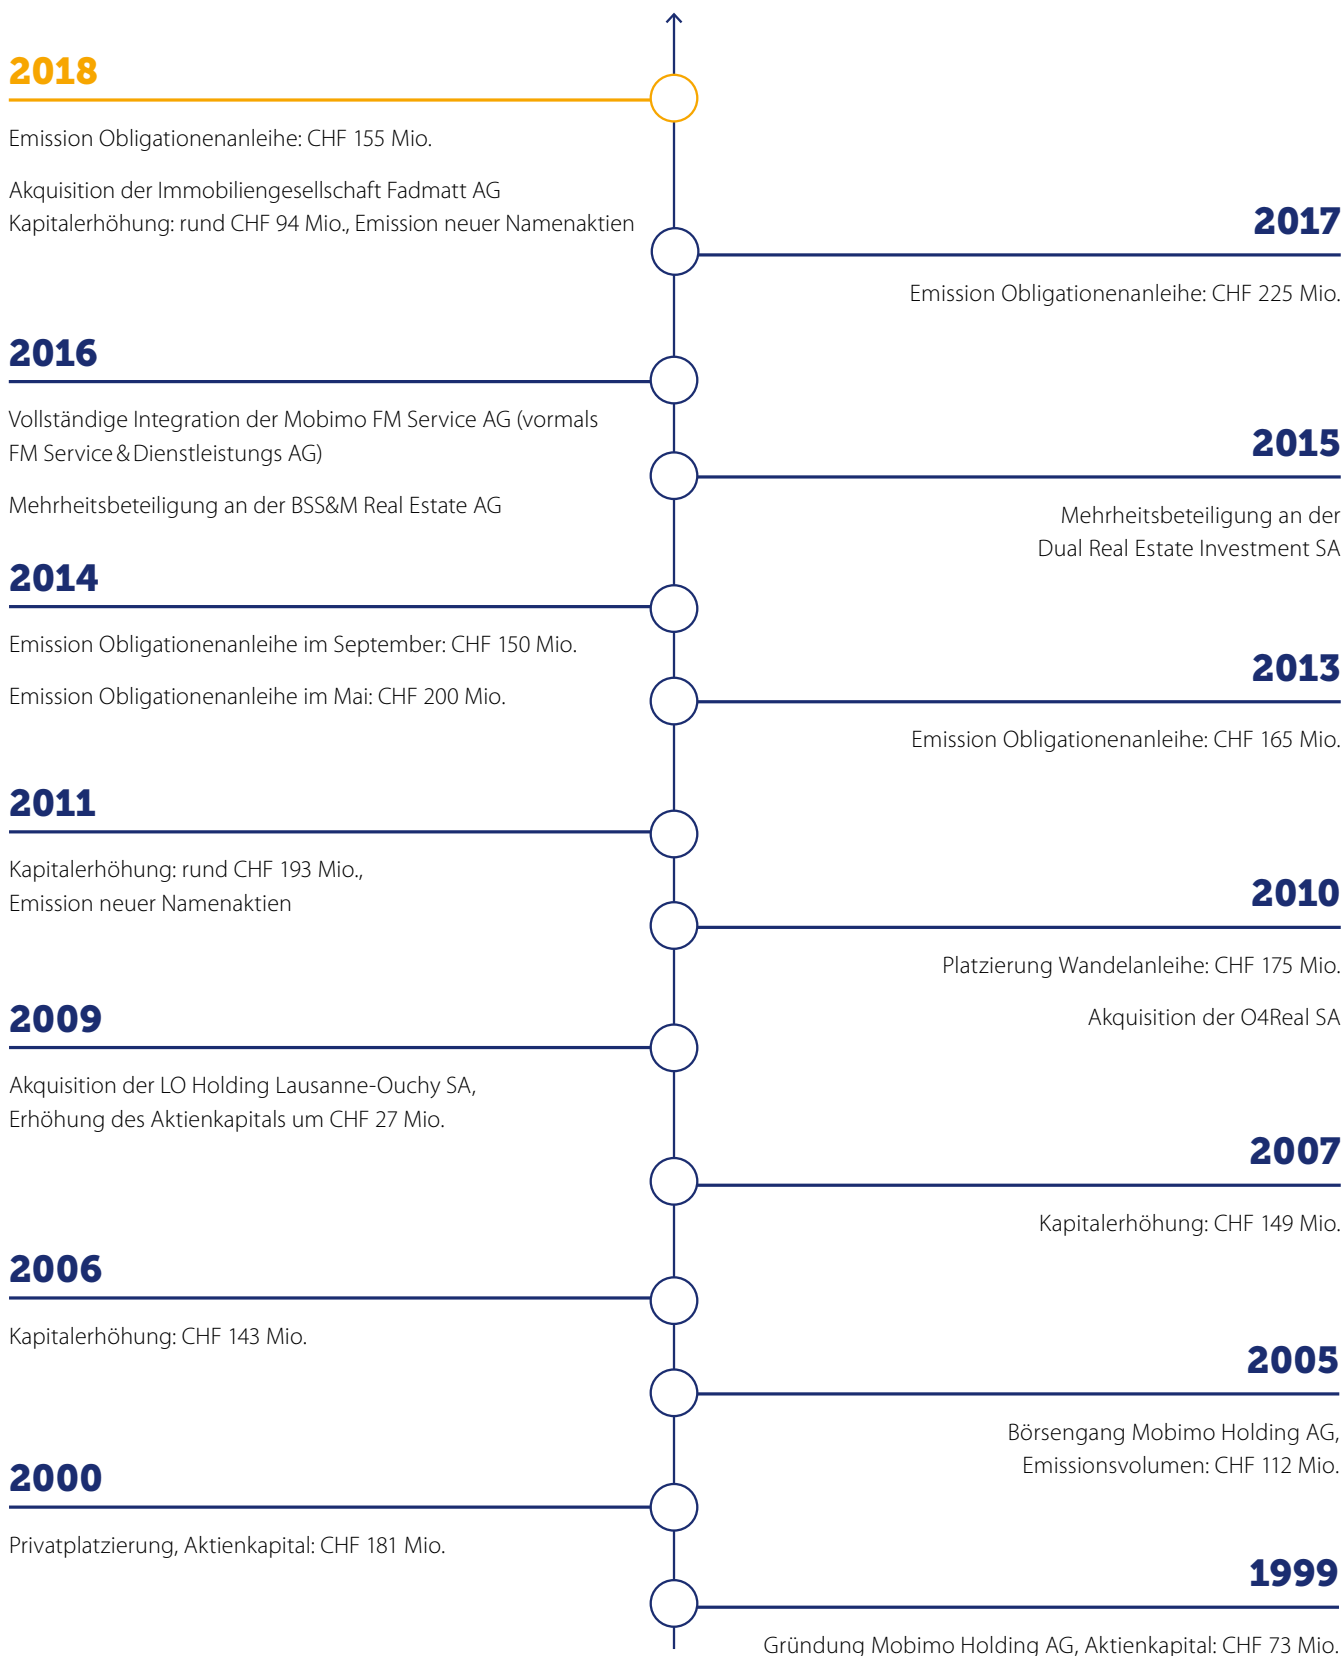 2018
Emission Obligationenanleihe: CHF 155 Mio.
Akquisition der Immobiliengesellschaft Fadmatt AG
Kapitalerhöhung: rund CHF 94 Mio., Emission neuer Namenaktien
2017
Emission Obligationenanleihe: CHF 225 Mio.
2016
Vollständige Integration der Mobimo FM Service AG (vormals
FM Service & Dienstleistungs AG)
Mehrheitsbeteiligung an der BSS&M Real Estate AG
2015
Mehrheitsbeteiligung an der
Dual Real Estate Investment SA
2014
Emission Obligationenanleihe im September: CHF 150 Mio.
Emission Obligationenanleihe im Mai: CHF 200 Mio.
2013
Emission Obligationenanleihe: CHF 165 Mio.
2011
Kapitalerhöhung: rund CHF 193 Mio.,
Emission neuer Namenaktien
2010
Platzierung Wandelanleihe: CHF 175 Mio.
Akquisition der O4Real SA
2009
Akquisition der LO Holding Lausanne-Ouchy SA,
Erhöhung des Aktienkapitals um CHF 27 Mio.
2007
Kapitalerhöhung: CHF 149 Mio.
2006
Kapitalerhöhung: CHF 143 Mio.
2005
Börsengang Mobimo Holding AG,
Emissionsvolumen: CHF 112 Mio.
2000
Privatplatzierung, Aktienkapital: CHF 181 Mio.
1999
Gründung Mobimo Holding AG, Aktienkapital: CHF 73 Mio.